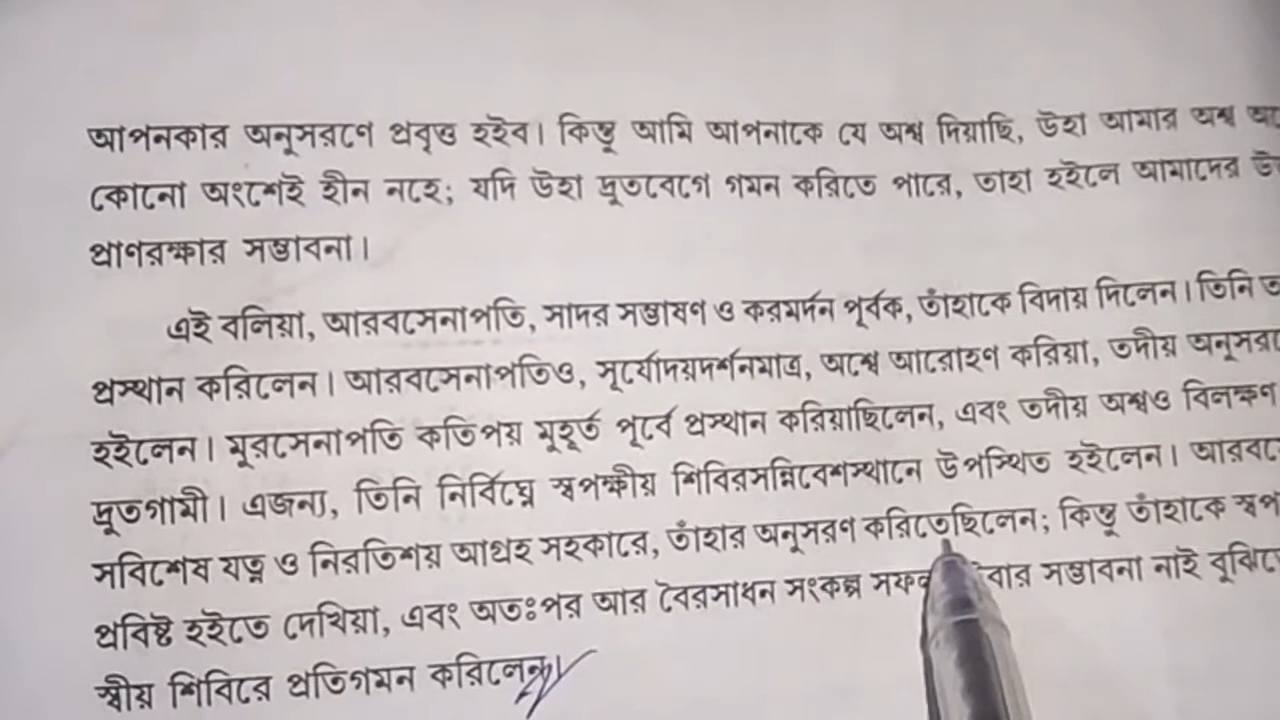 আপনকার অনুসরণে প্রবৃত্ত হইব। কিন্তু আমি আপনাকে যে অশ্ব দিয়াছি, উহা আমার অশ্ব
কোনো অংশেই হীন নহে; যদি উহা দ্রুতবেগে গমন করিতে পারে, তাহা হইলে আমাদের
প্রাণরক্ষার সম্ভাবনা।
এই বলিয়া, আরবসেনাপতি, সাদর সম্ভাষণ ও করমর্দন পূর্বক, তাঁহাকে বিদায় দিলেন। তিনি
প্রস্থান করিলেন। আরবসেনাপতিও, সূর্যোদয়দর্শনমাত্র, অশ্বে আরোহণ করিয়া, তদীয়
হইলেন। মূরসেনাপতি কতিপয় মুহূর্ত পূর্বে প্রস্থান করিয়াছিলেন, এবং তদীয় অশ্বও বিলক্ষণ
দ্রুতগামী। এজন্য, তিনি নির্বিঘ্নে স্বপক্ষীয় শিবিরসন্নিবেশস্থানে উপস্থিত হইলেন।
সবিশেষ যত্ন ও নিরতিশয় আগ্রহ সহকারে, তাঁহার অনুসরণ করিতেছিলেন; কিন্তু তাঁহাকে
প্রবিষ্ট হইতে দেখিয়া, এবং অতঃপর আর বৈরসাধন সংকল্প সম্ভাবনা নাই
স্বীয় শিবিরে প্রতিগমন করিলেন।